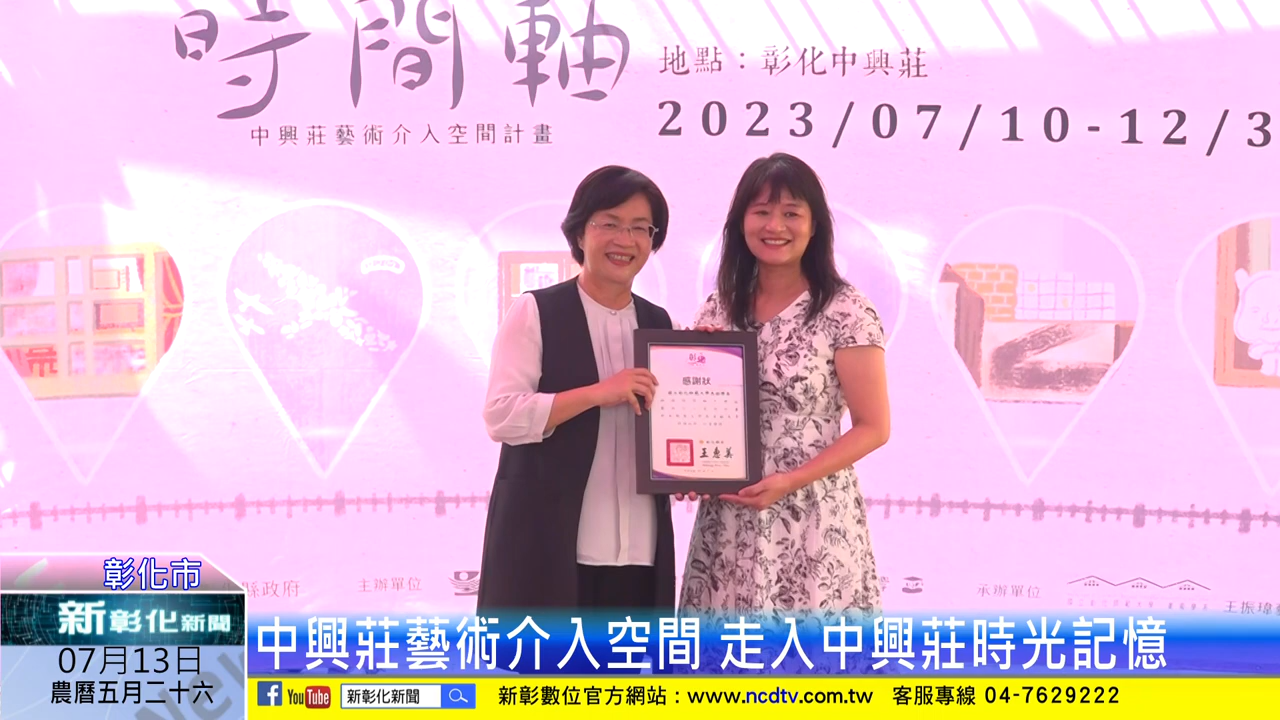 時間軸
地點：彰化中興莊
中興莊藝術介入空間計畫
2023/07/10-12/3
感謝狀
王惠美
縣政府
主辦單位
承辦單位
王振瑋
彰化市
新彰化新聞
07月13日
農曆五月二十六
中興莊藝術介入空間 走入中興莊時光記憶
YouTube
新彰化新聞
新彰數位官方網站：www.ncdtv.com.tw
客服專線 04-7629222